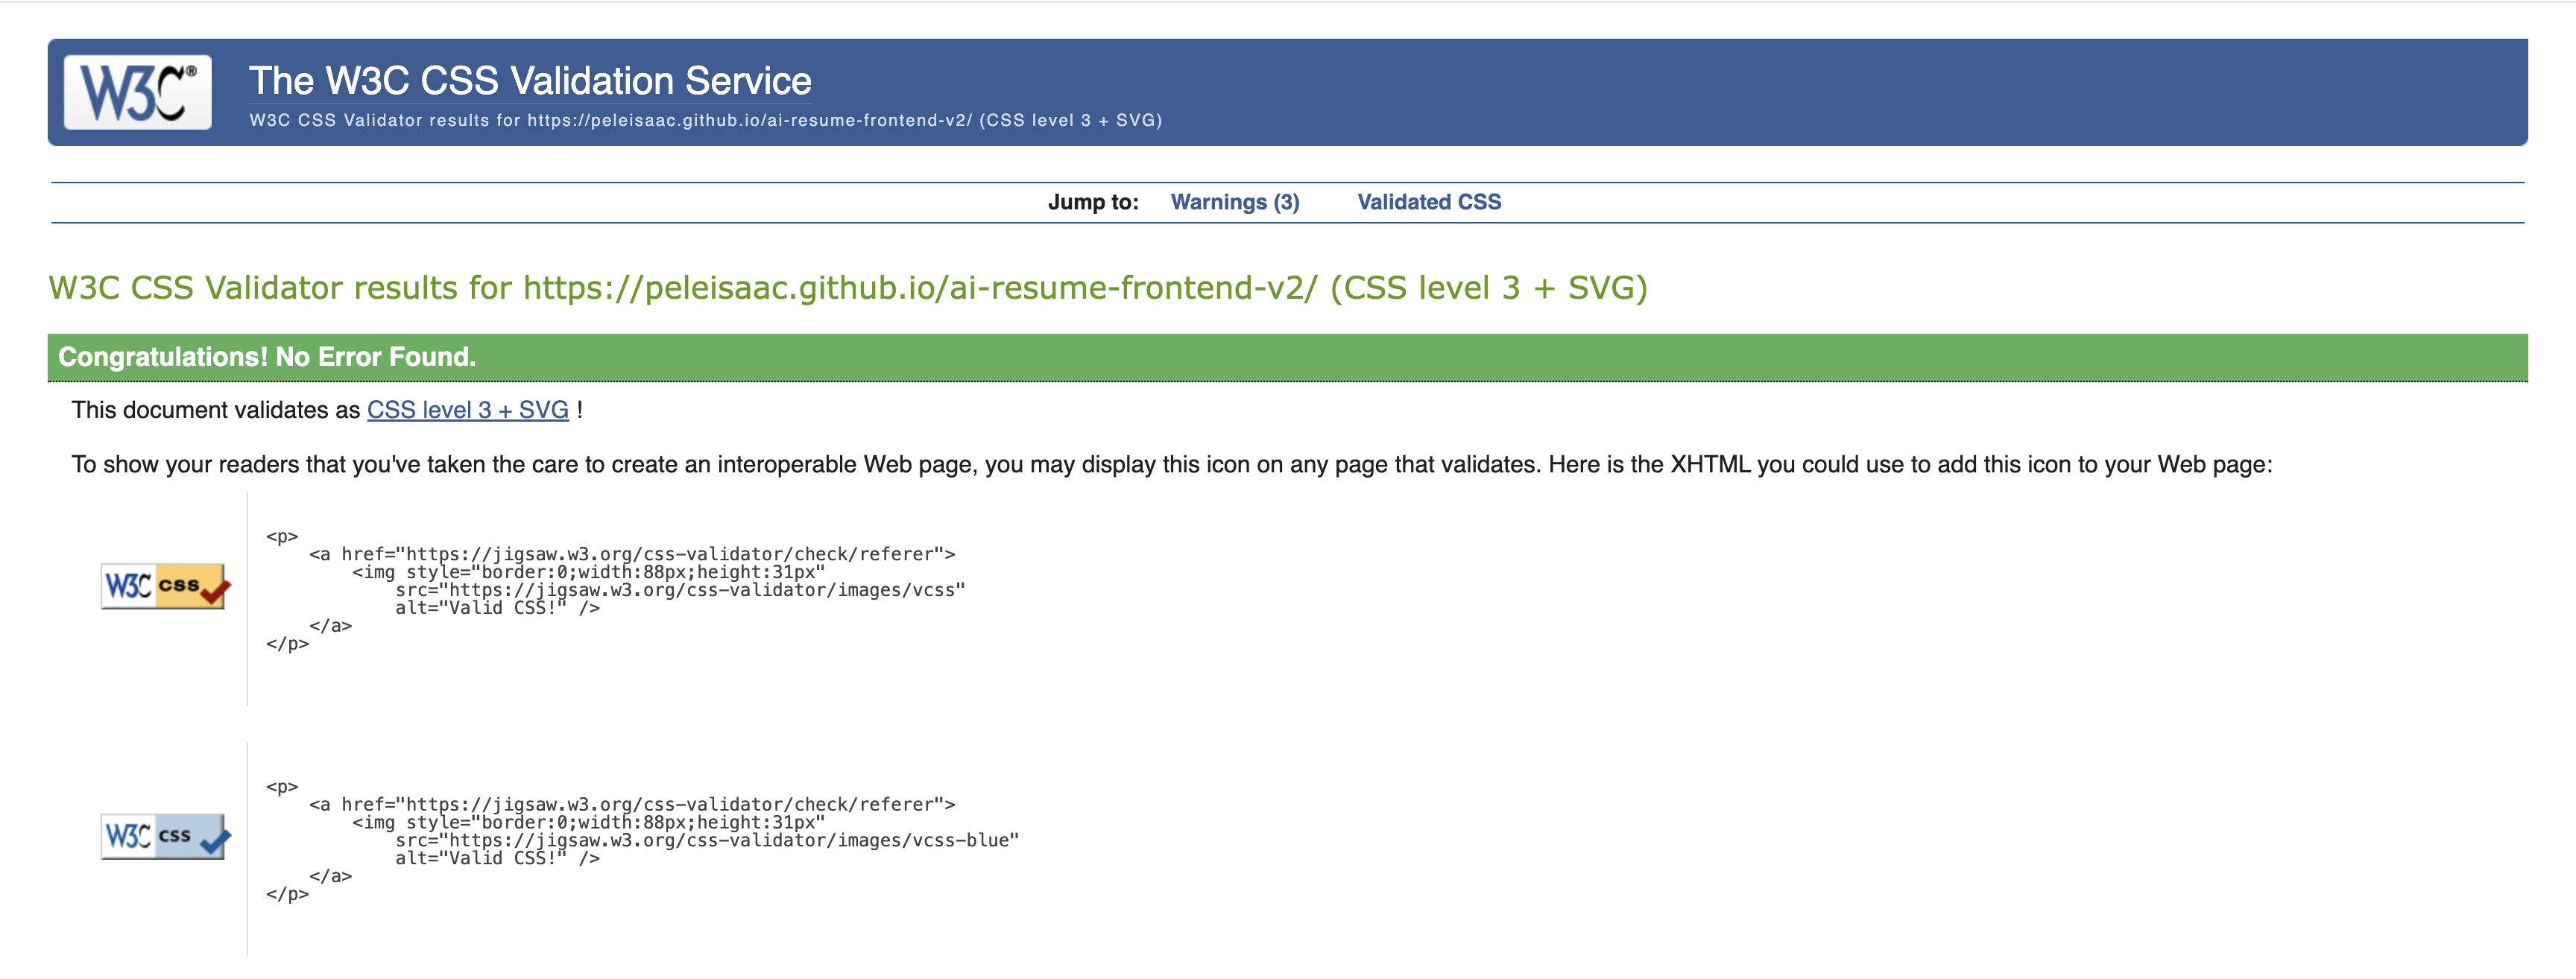 W3C®
The W3C CSS Validation Service
W3C CSS Validator results for https://peleisaac.github.io/ai-resume-frontend-v2/ (CSS level 3 + SVG)
Jump to: Warnings (3) Validated CSS
W3C CSS Validator results for https://peleisaac.github.io/ai-resume-frontend-v2/ (CSS level 3 + SVG)
Congratulations! No Error Found.
This document validates as CSS level 3 + SVG !
To show your readers that you've taken the care to create an interoperable Web page, you may display this icon on any page that validates. Here is the XHTML you could use to add this icon to your Web page:
W3C css
<p>
    <a href="https://jigsaw.w3.org/css-validator/check/referer">
        <img style="border:0;width:88px;height:31px"
            src="https://jigsaw.w3.org/css-validator/images/vcss"
            alt="Valid CSS!" />
    </a>
</p>
W3C css
<p>
    <a href="https://jigsaw.w3.org/css-validator/check/referer">
        <img style="border:0;width:88px;height:31px"
            src="https://jigsaw.w3.org/css-validator/images/vcss-blue"
            alt="Valid CSS!" />
    </a>
</p>